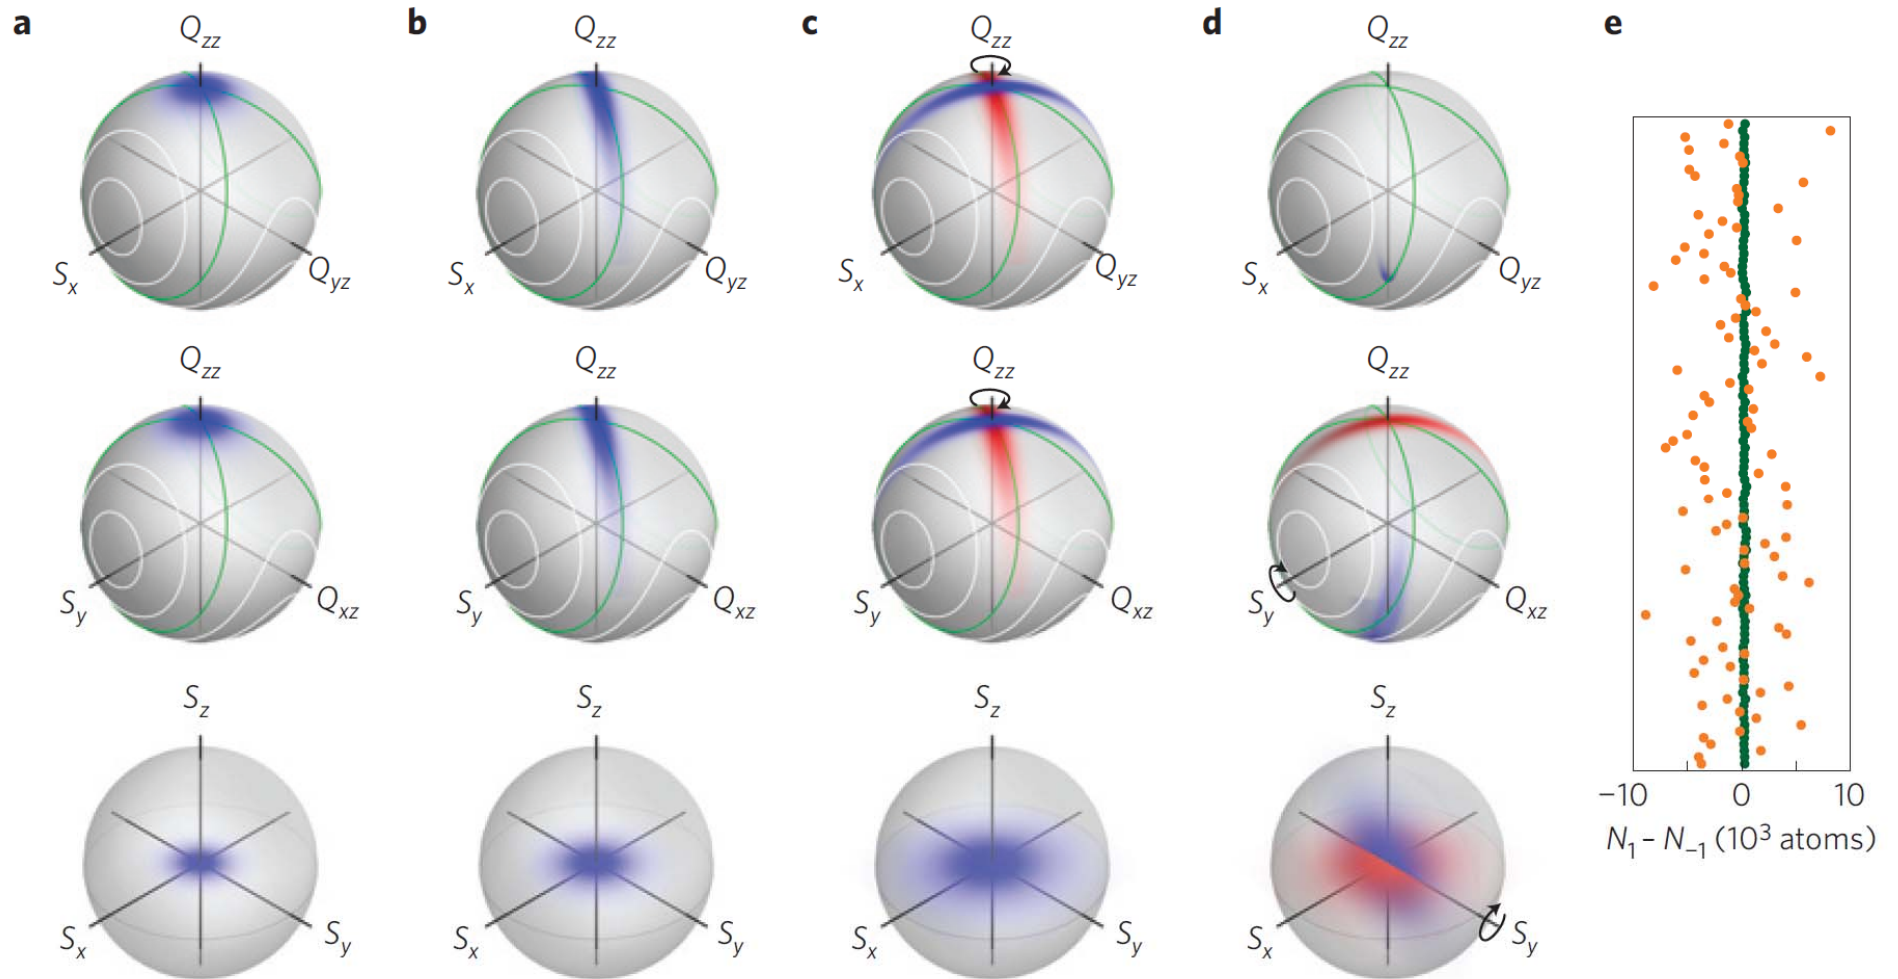 a b c d e
Q_zz Q_zz Q_zz Q_zz
S_x Q_yz S_x Q_yz S_x Q_yz S_x Q_yz
Q_zz Q_zz Q_zz Q_zz
S_y Q_xz S_y Q_xz S_y Q_xz S_y Q_xz
S_z S_z S_z S_z
−10 0 10
N_1 - N_−1 (10³ atoms)
S_x S_y S_x S_y S_x S_y S_x S_y